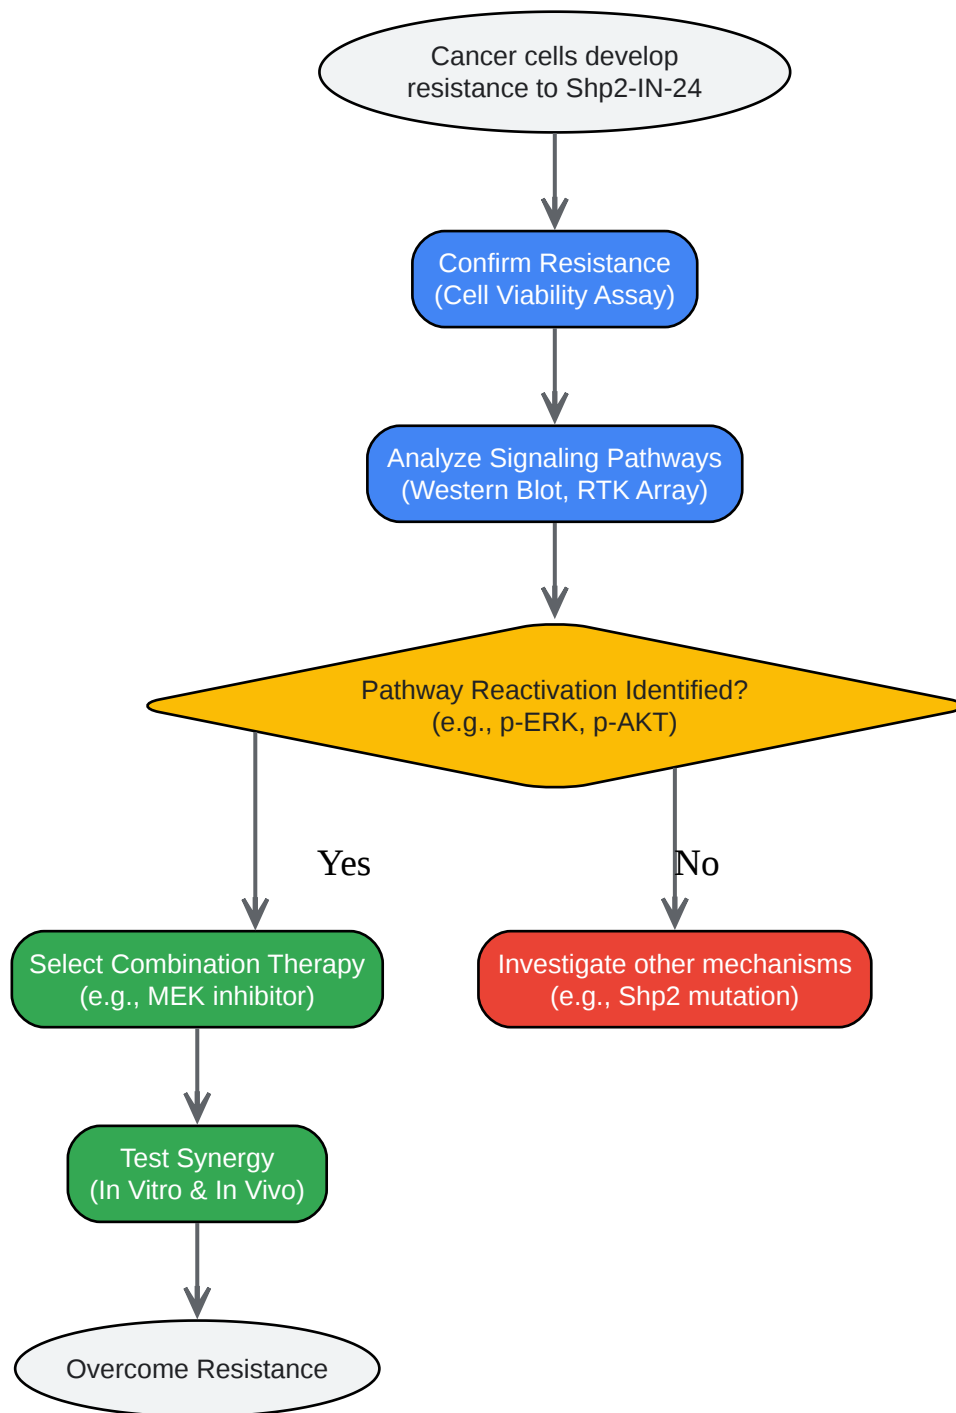 Cancer cells develop
resistance to Shp2-IN-24
Confirm Resistance
(Cell Viability Assay)
Analyze Signaling Pathways
(Western Blot, RTK Array)
Pathway Reactivation Identified?
(e.g., p-ERK, p-AKT)
Yes
No
Select Combination Therapy
(e.g., MEK inhibitor)
Investigate other mechanisms
(e.g., Shp2 mutation)
Test Synergy
(In Vitro & In Vivo)
Overcome Resistance